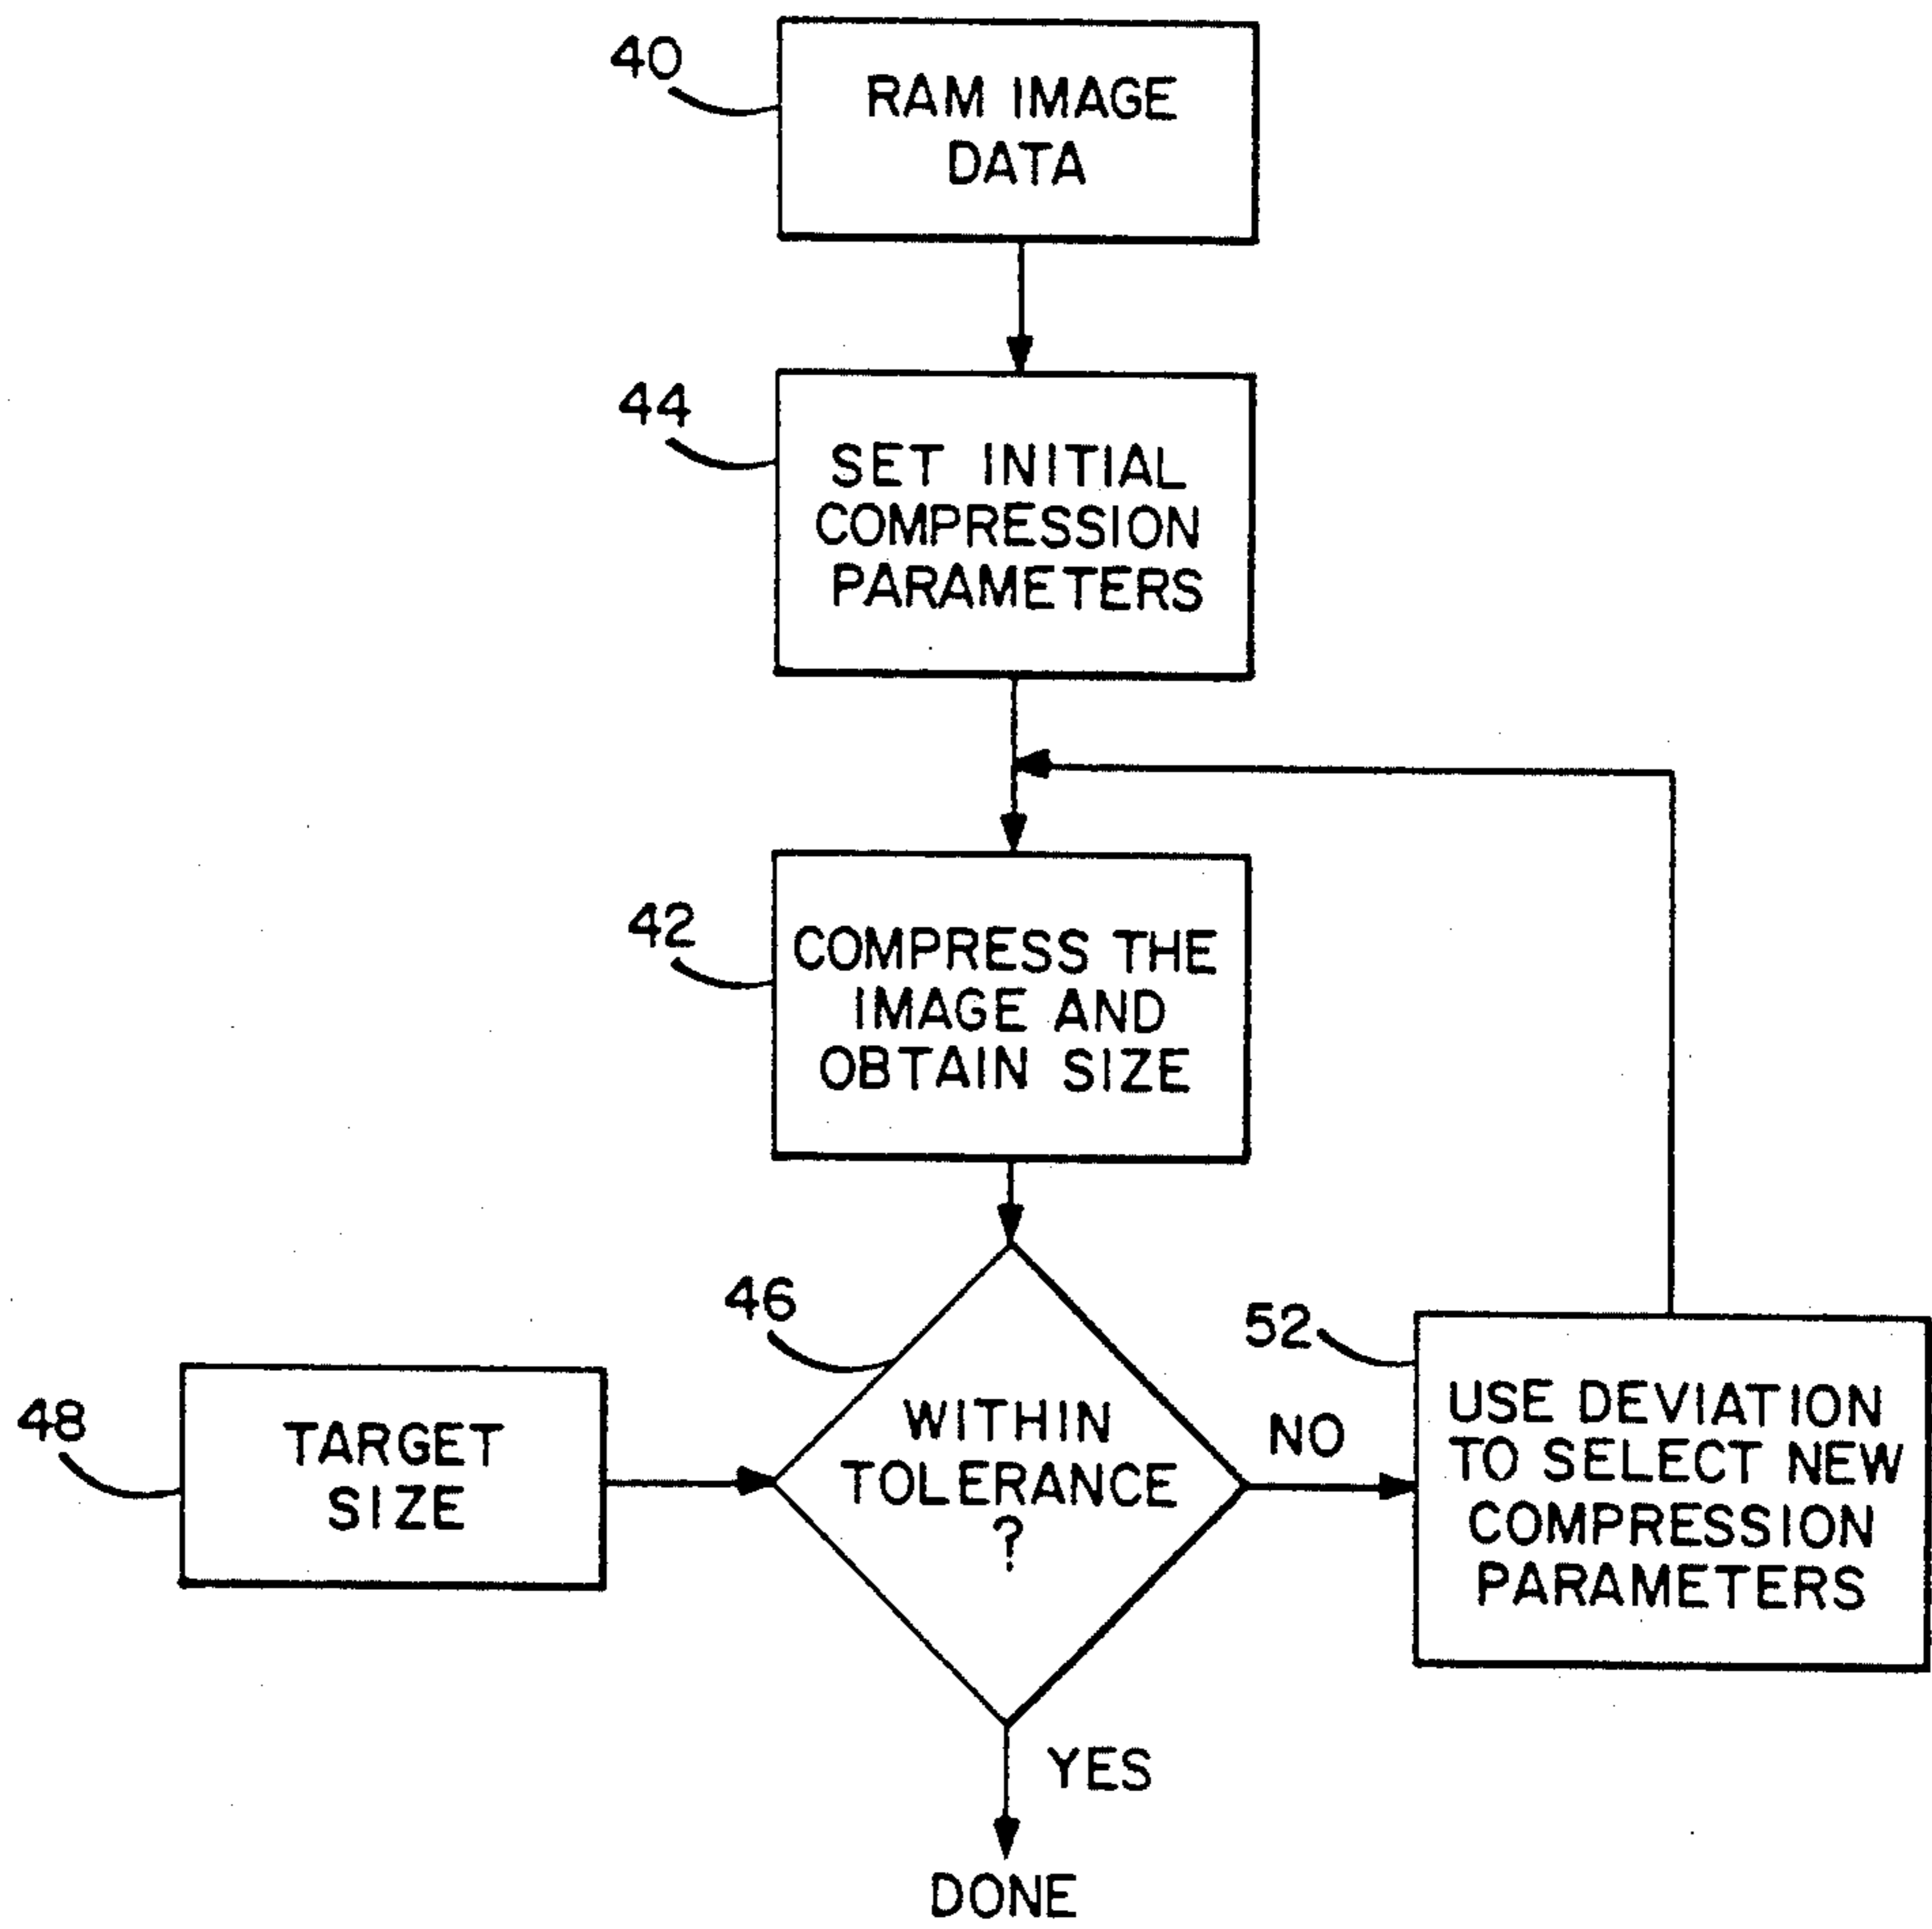 40
RAM IMAGE
DATA
44
SET INITIAL
COMPRESSION
PARAMETERS
42
COMPRESS THE
IMAGE AND
OBTAIN SIZE
46
WITHIN
TOLERANCE
?
48
TARGET
SIZE
NO
52
USE DEVIATION
TO SELECT NEW
COMPRESSION
PARAMETERS
YES
DONE